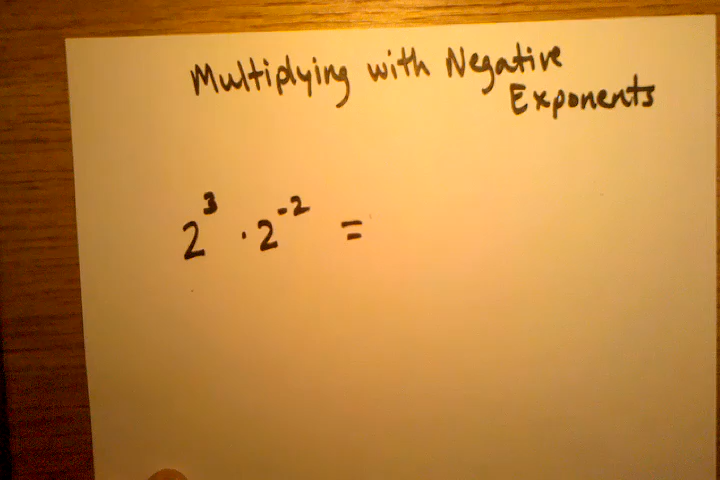 Multiplying with Negative
Exponents
2³ · 2⁻² =